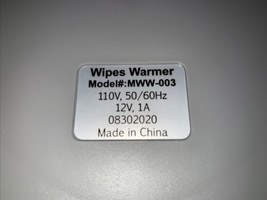 Wipes Warmer
Model#:MWW-003
110V, 50/60Hz
12V, 1A
08302020
Made in China